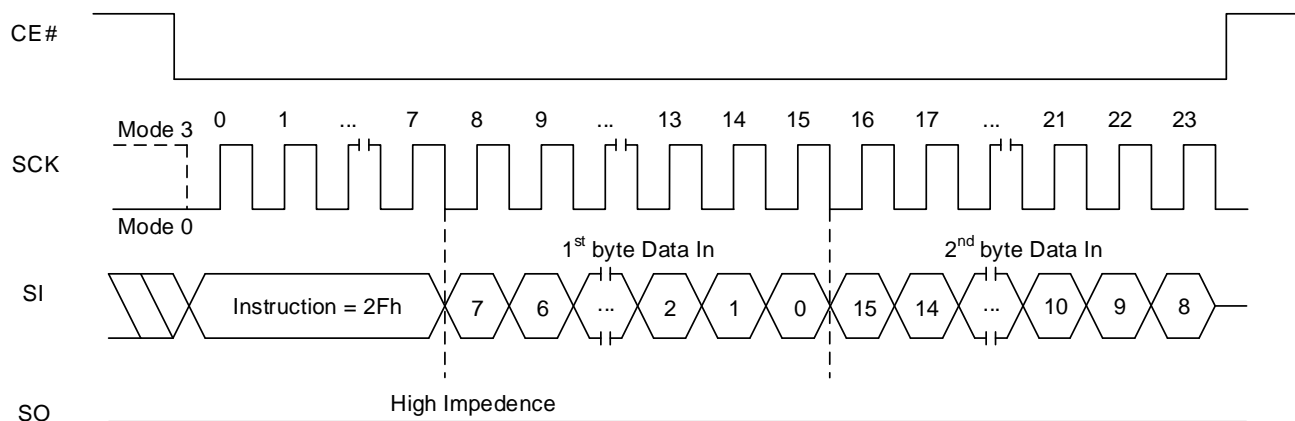 CE#
0 1 ... 7 8 9 ... 13 14 15 16 17 ... 21 22 23
Mode 3
SCK
Mode 0
1st byte Data In 2nd byte Data In
SI Instruction = 2Fh 7 6 ... 2 1 0 15 14 ... 10 9 8
High Impedence
SO